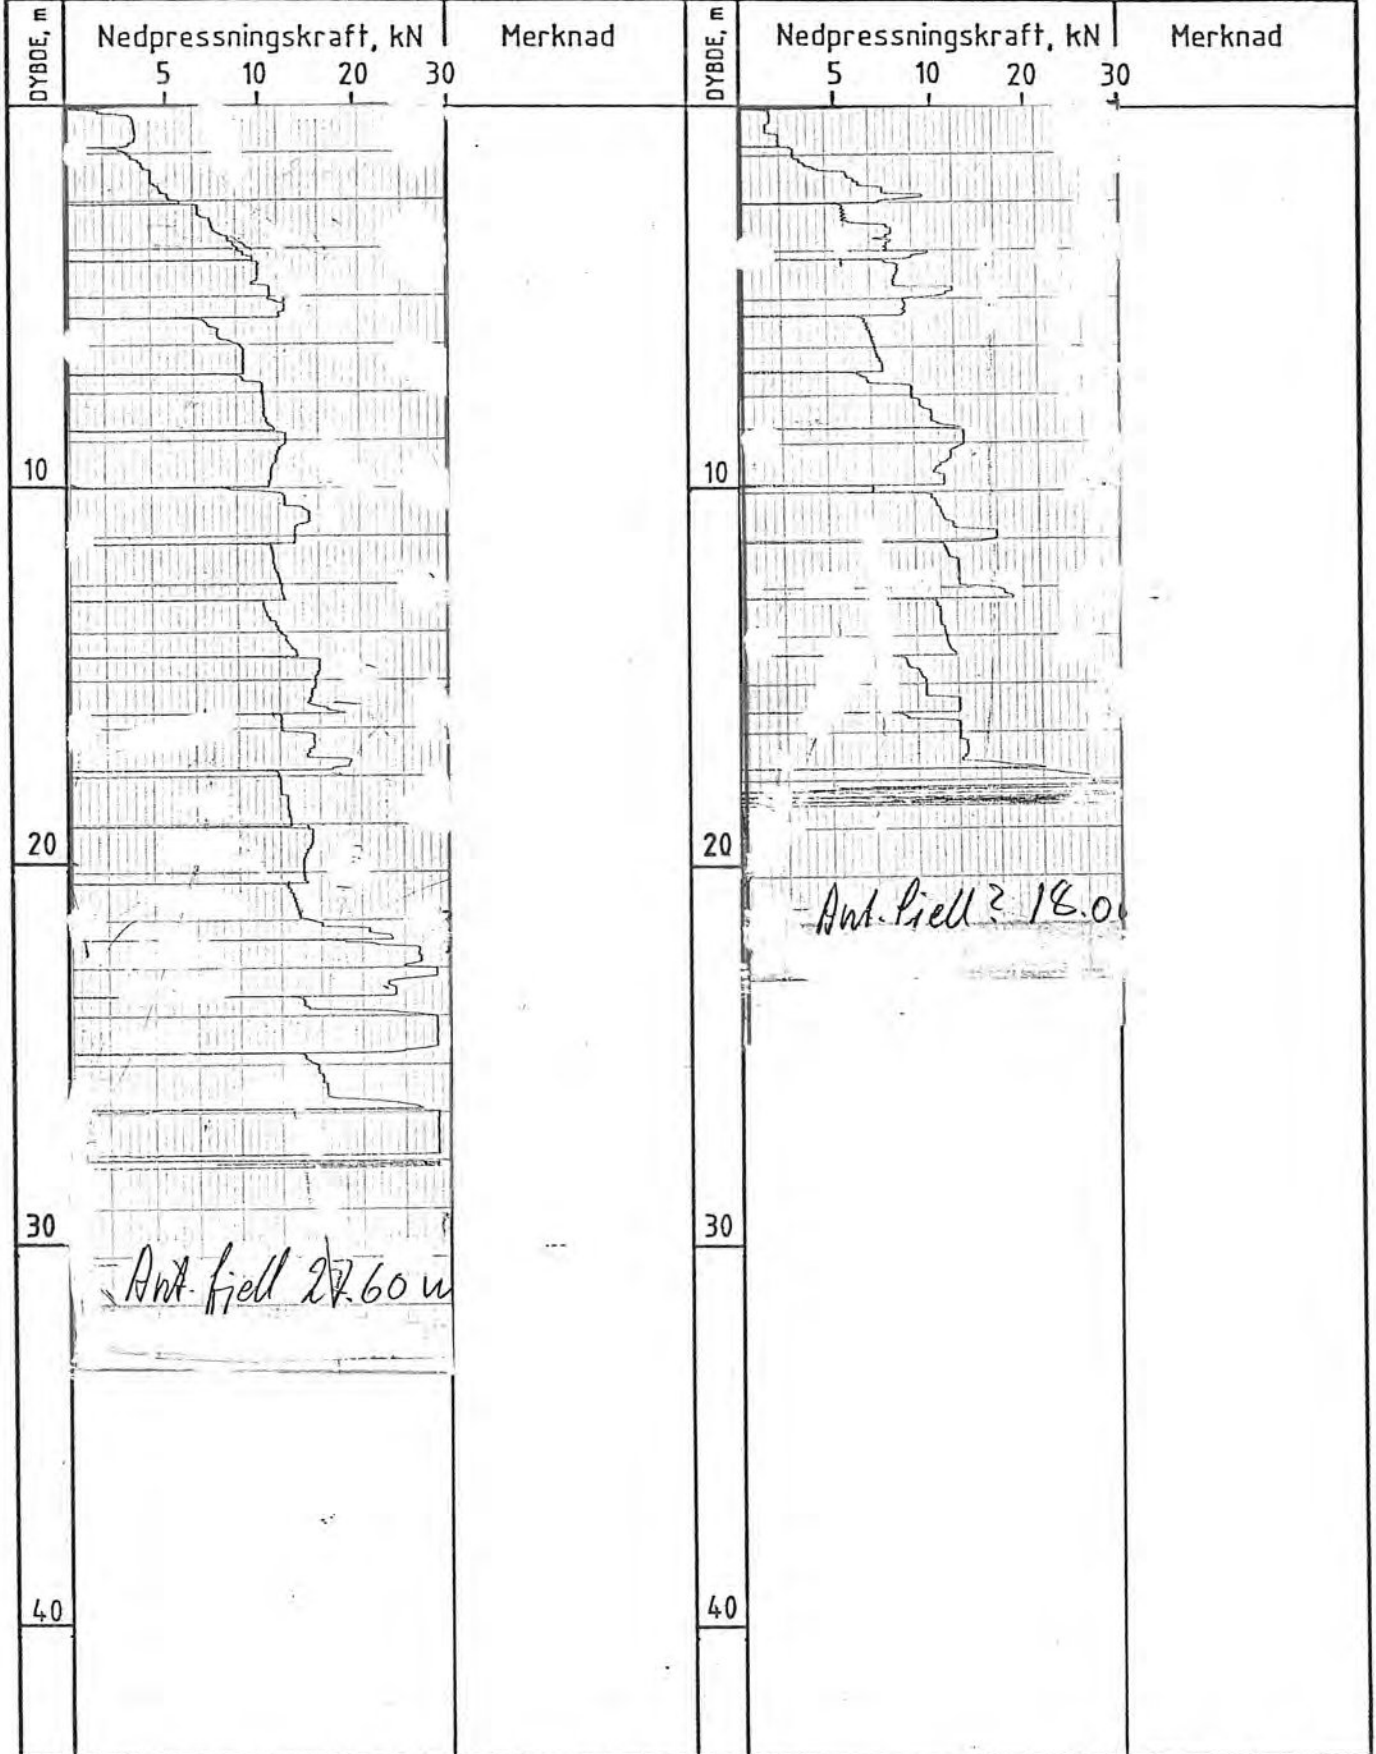 DYBDE, m
Nedpressningskraft, kN
Merknad
5 10 20 30
10
20
30
Ant. fjell 27.60 m
40
DYBDE, m
Nedpressningskraft, kN
Merknad
5 10 20 30
10
20
Ant. fjell? 18.0
30
40